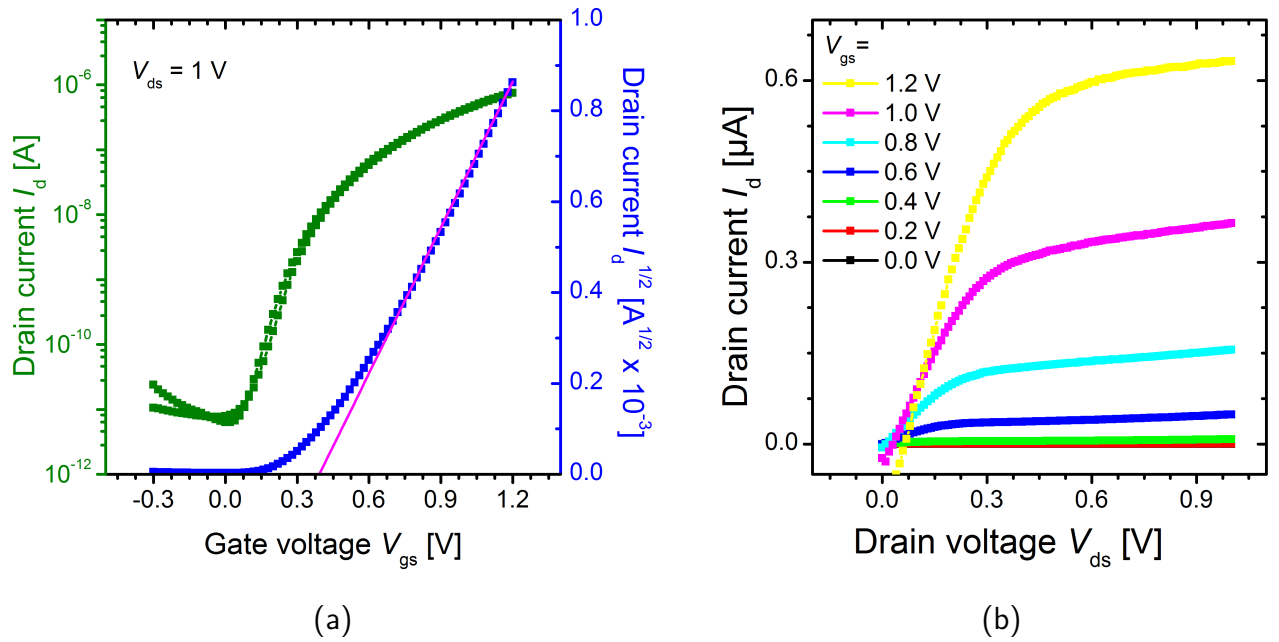 Drain current I_d [A]
10^-6
10^-8
10^-10
10^-12
V_ds = 1 V
-0.3 0.0 0.3 0.6 0.9 1.2
Gate voltage V_gs [V]
1.0
0.8
0.6
0.4
0.2
0.0
Drain current I_d^1/2 [A^1/2 x 10^-3]
(a)
Drain current I_d [µA]
0.6
0.3
0.0
V_gs=
1.2 V
1.0 V
0.8 V
0.6 V
0.4 V
0.2 V
0.0 V
0.0 0.3 0.6 0.9
Drain voltage V_ds [V]
(b)